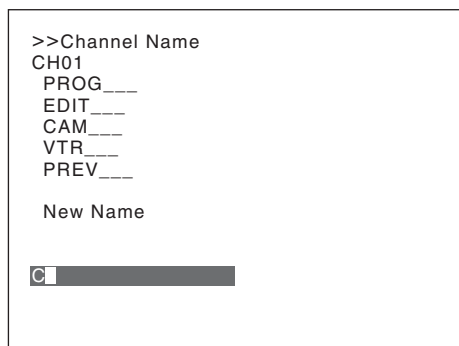 >>Channel Name
CH01
PROG___
EDIT___
CAM___
VTR___
PREV___
New Name
C